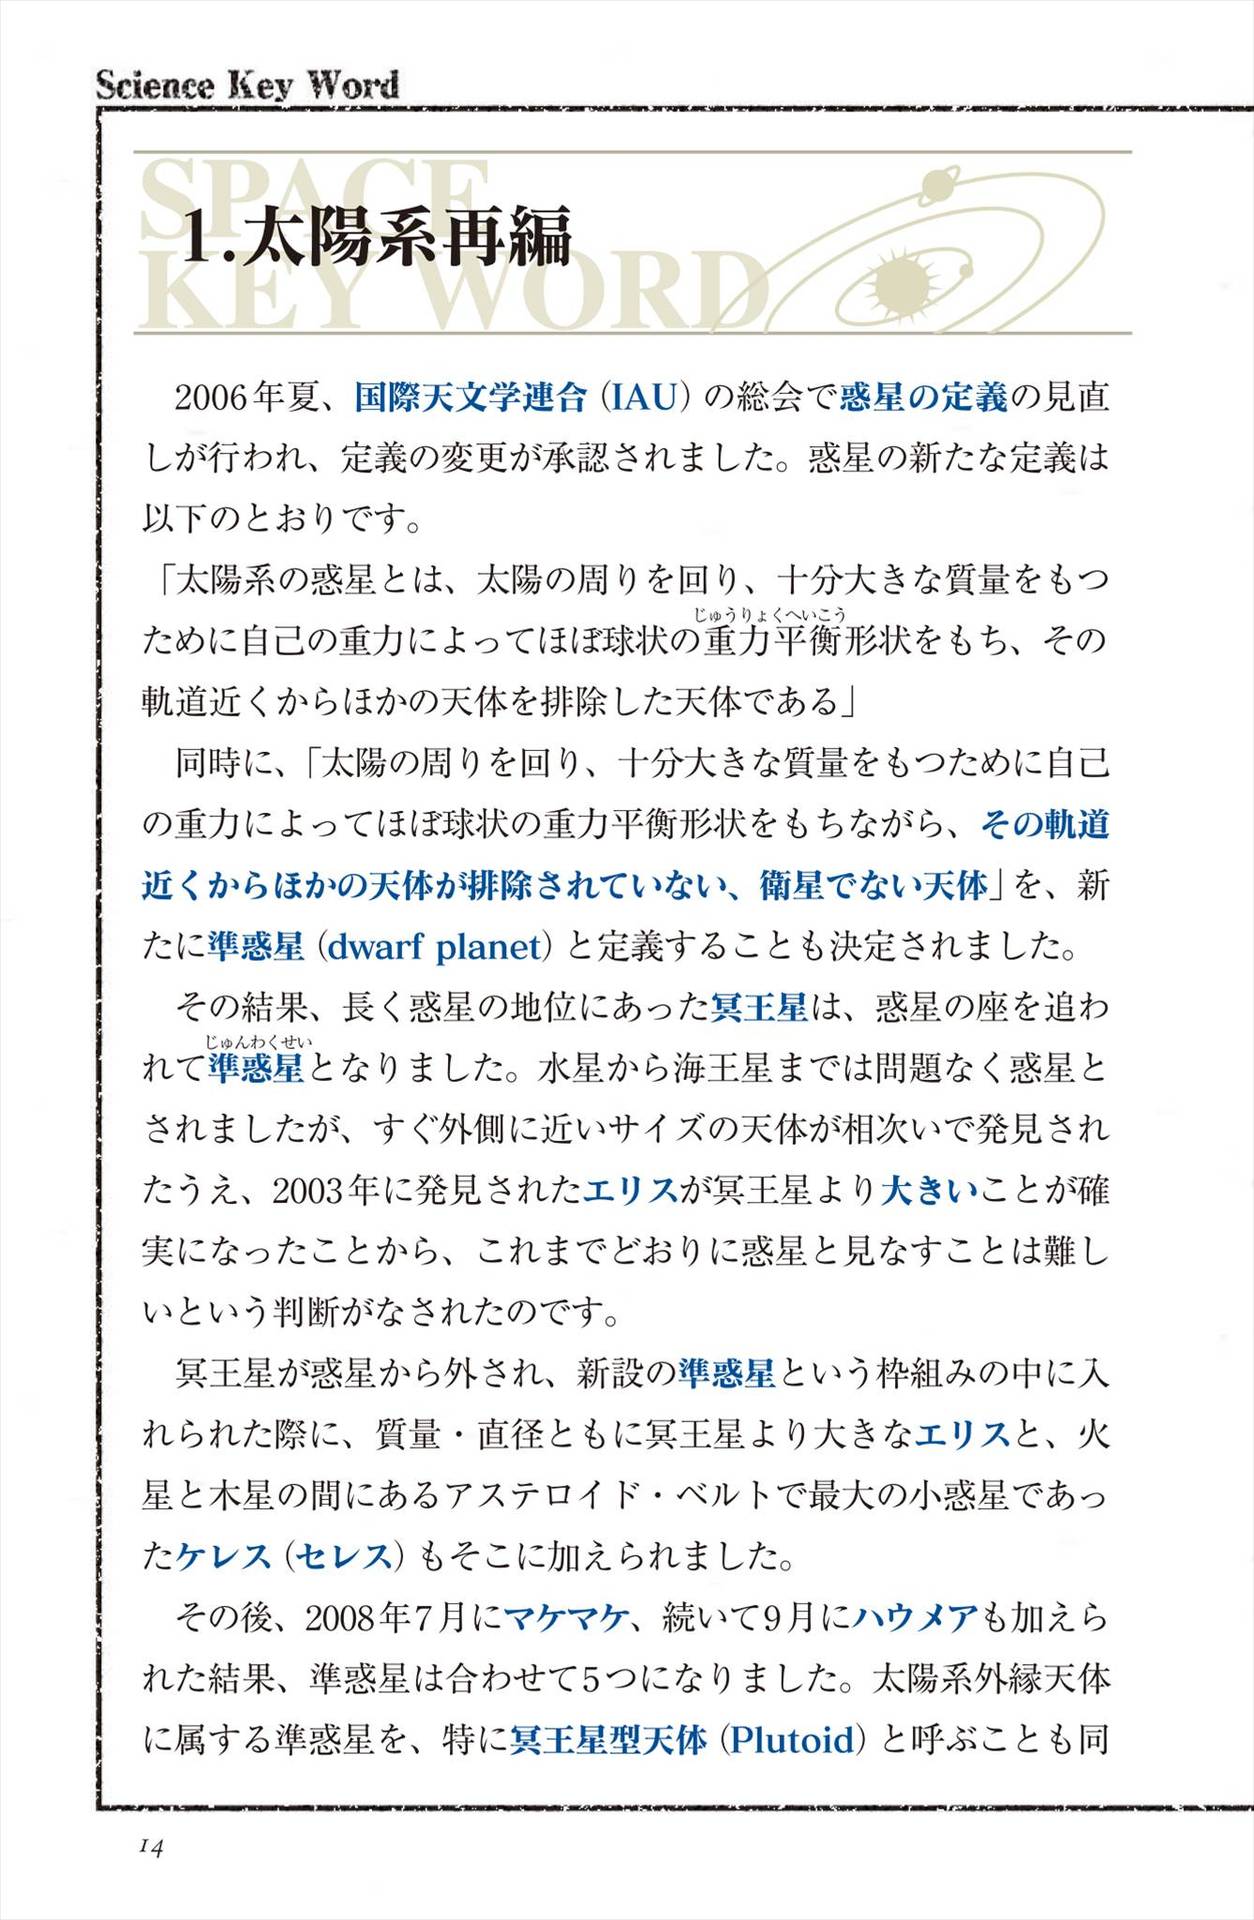 Science Key Word
SPACE
KEY WORD
1.太陽系再編
2006年夏、国際天文学連合（IAU）の総会で惑星の定義の見直
しが行われ、定義の変更が承認されました。惑星の新たな定義は
以下のとおりです。
「太陽系の惑星とは、太陽の周りを回り、十分大きな質量をもつ
じゅうりょくへいこう
ために自己の重力によってほぼ球状の重力平衡形状をもち、その
軌道近くからほかの天体を排除した天体である」
同時に、「太陽の周りを回り、十分大きな質量をもつために自己
の重力によってほぼ球状の重力平衡形状をもちながら、その軌道
近くからほかの天体が排除されていない、衛星でない天体」を、新
たに準惑星（dwarf planet）と定義することも決定されました。
その結果、長く惑星の地位にあった冥王星は、惑星の座を追わ
じゅんわくせい
れて準惑星となりました。水星から海王星までは問題なく惑星と
されましたが、すぐ外側に近いサイズの天体が相次いで発見され
たうえ、2003年に発見されたエリスが冥王星より大きいことが確
実になったことから、これまでどおりに惑星と見なすことは難し
いという判断がなされたのです。
冥王星が惑星から外され、新設の準惑星という枠組みの中に入
れられた際に、質量・直径ともに冥王星より大きなエリスと、火
星と木星の間にあるアステロイド・ベルトで最大の小惑星であっ
たケレス（セレス）もそこに加えられました。
その後、2008年7月にマケマケ、続いて9月にハウメアも加えら
れた結果、準惑星は合わせて5つになりました。太陽系外縁天体
に属する準惑星を、特に冥王星型天体（Plutoid）と呼ぶことも同
14